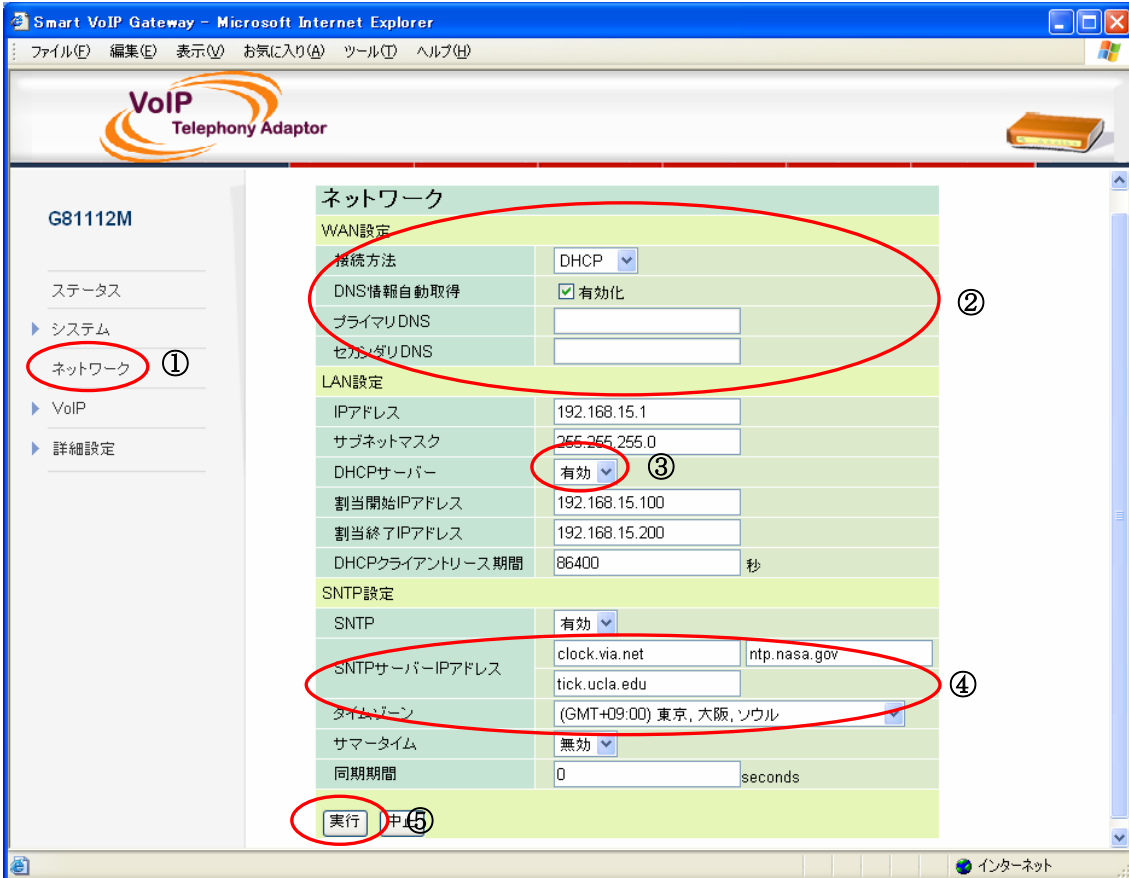 Smart VoIP Gateway - Microsoft Internet Explorer
ファイル(F) 編集(E) 表示(V) お気に入り(A) ツール(T) ヘルプ(H)
VoIP
Telephony Adaptor
G81112M
ステータス
システム
ネットワーク ①
VoIP
詳細設定
ネットワーク
WAN設定
接続方法 DHCP
DNS情報自動取得 有効化
②
プライマリDNS
セカンダリDNS
LAN設定
IPアドレス 192.168.15.1
サブネットマスク 255.255.255.0
DHCPサーバー 有効 ③
割当開始IPアドレス 192.168.15.100
割当終了IPアドレス 192.168.15.200
DHCPクライアントリース期間 86400 秒
SNTP設定
SNTP 有効
SNTPサーバーIPアドレス clock.via.net ntp.nasa.gov
tick.ucla.edu ④
タイムゾーン (GMT+09:00) 東京, 大阪, ソウル
サマータイム 無効
同期期間 0 seconds
実行 中止 ⑤
インターネット